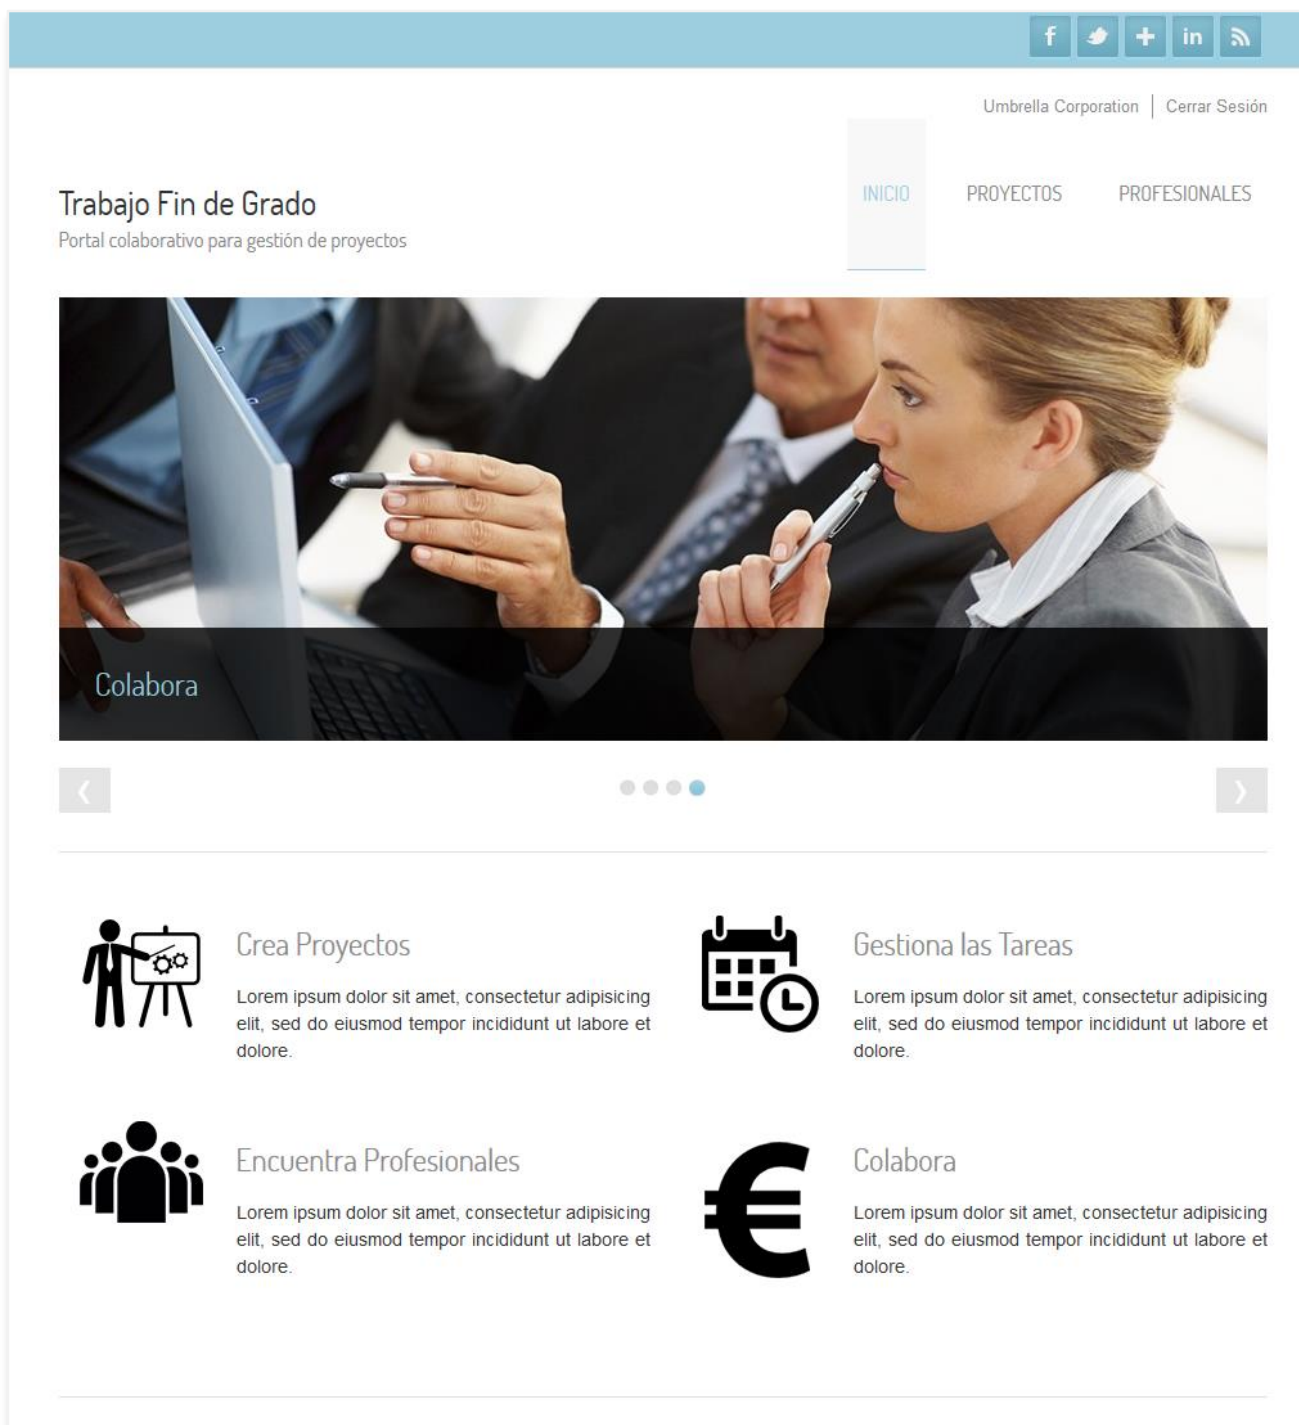 f in
Umbrella Corporation | Cerrar Sesión
INICIO PROYECTOS PROFESIONALES
Trabajo Fin de Grado
Portal colaborativo para gestión de proyectos
Colabora
Crea Proyectos
Lorem ipsum dolor sit amet, consectetur adipisicing
elit, sed do eiusmod tempor incididunt ut labore et
dolore.
Gestiona las Tareas
Lorem ipsum dolor sit amet, consectetur adipisicing
elit, sed do eiusmod tempor incididunt ut labore et
dolore.
Encuentra Profesionales
Lorem ipsum dolor sit amet, consectetur adipisicing
elit, sed do eiusmod tempor incididunt ut labore et
dolore.
€
Colabora
Lorem ipsum dolor sit amet, consectetur adipisicing
elit, sed do eiusmod tempor incididunt ut labore et
dolore.